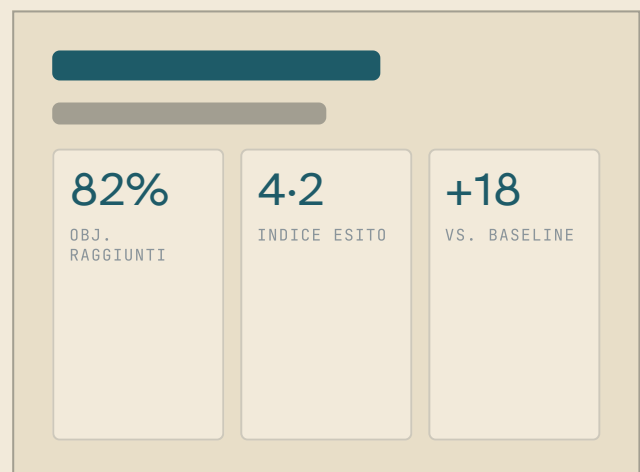 82%
OBJ.
RAGGIUNTI
4·2
INDICE ESITO
+18
VS. BASELINE